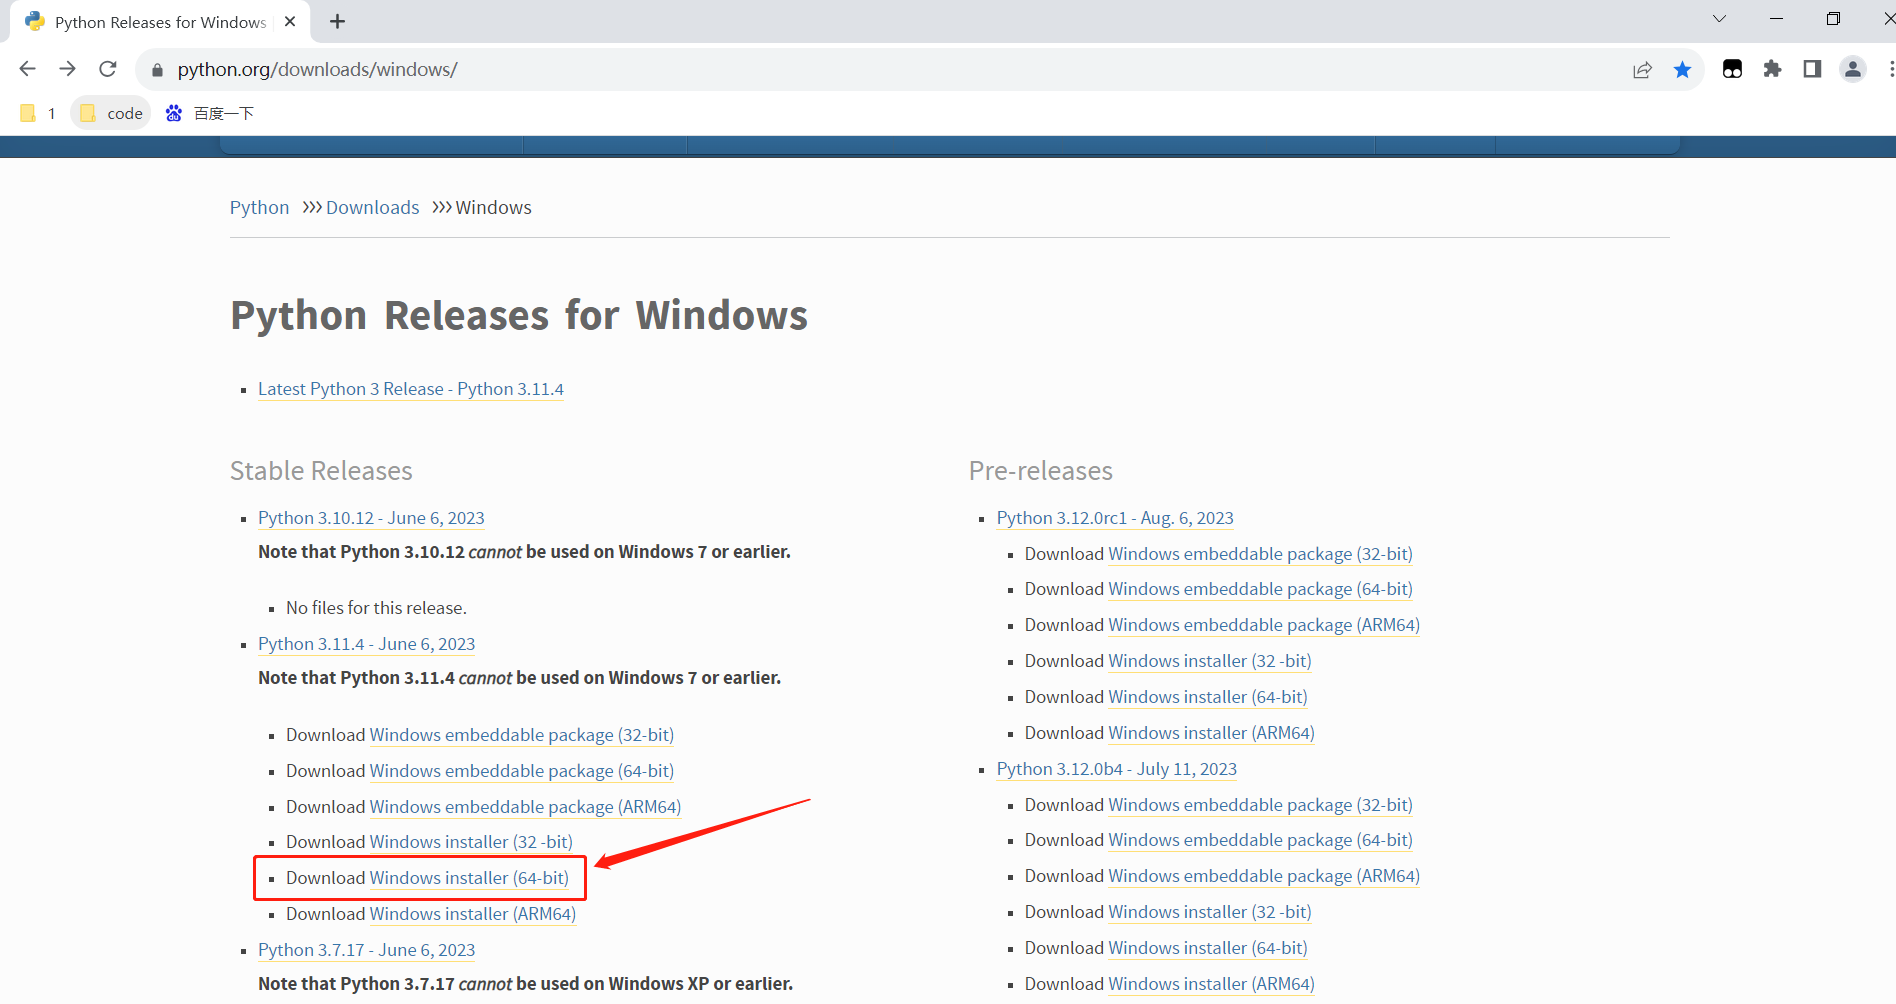 Python Releases for Windows
python.org/downloads/windows/
1
code
百度一下
Python >>> Downloads >>> Windows
Python Releases for Windows
Latest Python 3 Release - Python 3.11.4
Stable Releases
Python 3.10.12 - June 6, 2023
Note that Python 3.10.12 cannot be used on Windows 7 or earlier.
No files for this release.
Python 3.11.4 - June 6, 2023
Note that Python 3.11.4 cannot be used on Windows 7 or earlier.
Download Windows embeddable package (32-bit)
Download Windows embeddable package (64-bit)
Download Windows embeddable package (ARM64)
Download Windows installer (32 -bit)
Download Windows installer (64-bit)
Download Windows installer (ARM64)
Python 3.7.17 - June 6, 2023
Note that Python 3.7.17 cannot be used on Windows XP or earlier.
Pre-releases
Python 3.12.0rc1 - Aug. 6, 2023
Download Windows embeddable package (32-bit)
Download Windows embeddable package (64-bit)
Download Windows embeddable package (ARM64)
Download Windows installer (32 -bit)
Download Windows installer (64-bit)
Download Windows installer (ARM64)
Python 3.12.0b4 - July 11, 2023
Download Windows embeddable package (32-bit)
Download Windows embeddable package (64-bit)
Download Windows embeddable package (ARM64)
Download Windows installer (32 -bit)
Download Windows installer (64-bit)
Download Windows installer (ARM64)